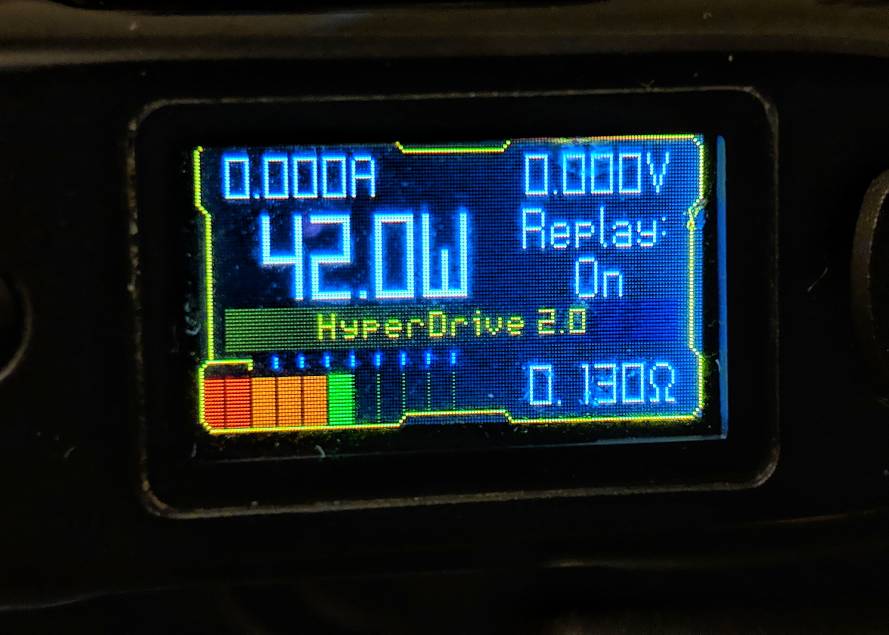 0.000A 0.000V
42.0W Replay: On
HyperDrive 2.0
0.130Ω